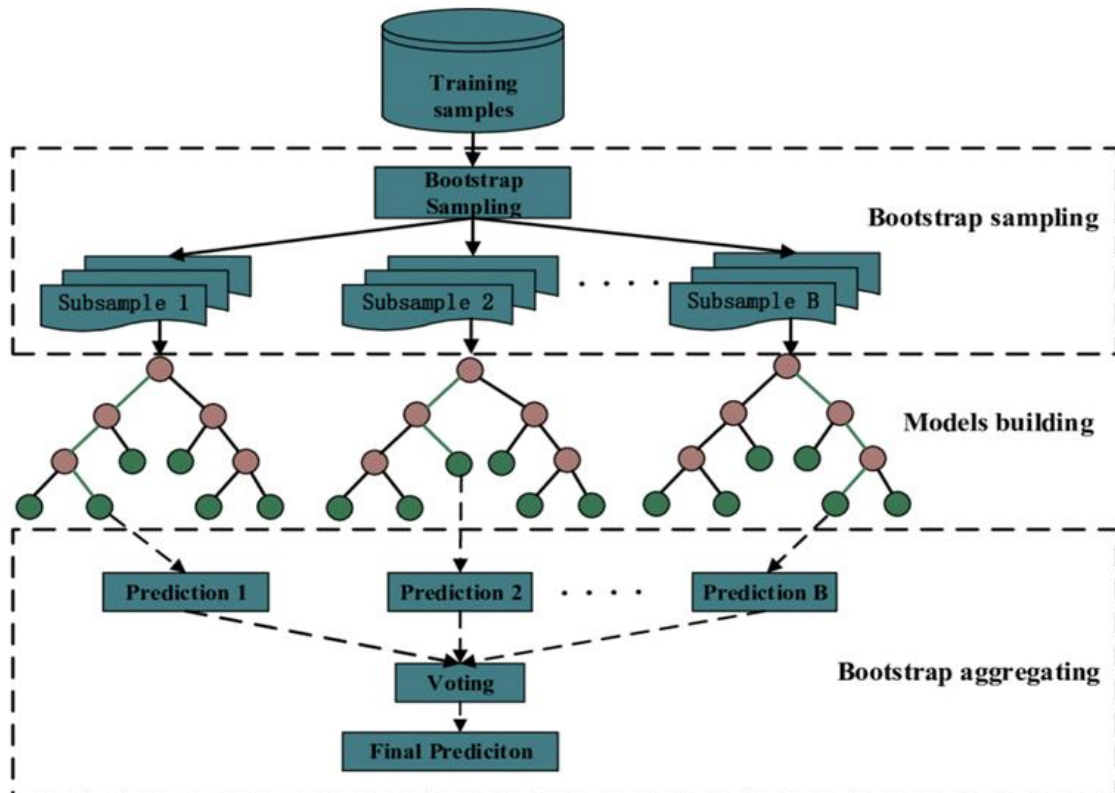 Training
samples
Bootstrap
Sampling
Bootstrap sampling
Subsample 1
Subsample 2
. . . .
Subsample B
Models building
Prediction 1
Prediction 2
. . . .
Prediction B
Voting
Bootstrap aggregating
Final Prediciton